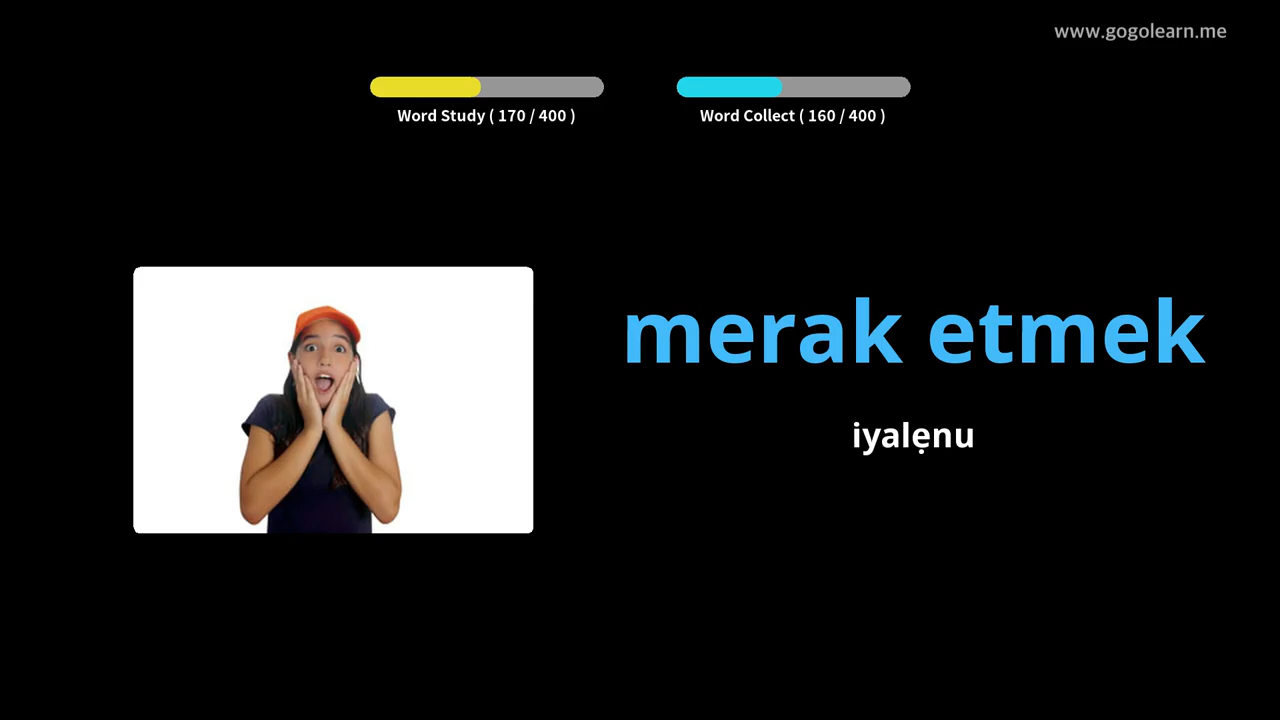 www.gogolearn.me
Word Study ( 170 / 400 )
Word Collect ( 160 / 400 )
merak etmek
iyalẹnu